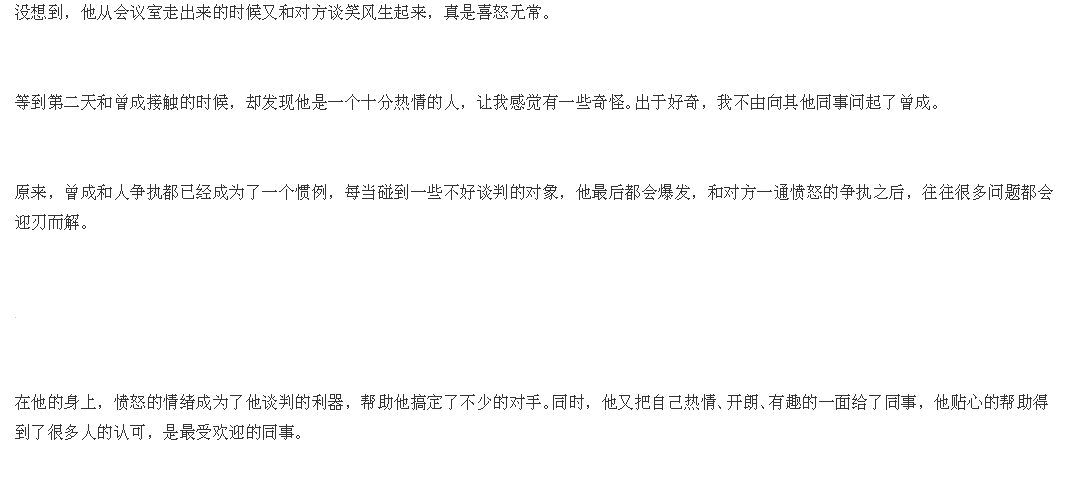 没想到，他从会议室走出来的时候又和对方谈笑风生起来，真是喜怒无常。
等到第二天和曾成接触的时候，却发现他是一个十分热情的人，让我感觉有一些奇怪。出于好奇，我不由向其他同事问起了曾成。
原来，曾成和人争执都已经成为了一个惯例，每当碰到一些不好谈判的对象，他最后都会爆发，和对方一通愤怒的争执之后，往往很多问题都会
迎刃而解。
在他的身上，愤怒的情绪成为了他谈判的利器，帮助他搞定了不少的对手。同时，他又把自己热情、开朗、有趣的一面给了同事，他贴心的帮助得
到了很多人的认可，是最受欢迎的同事。